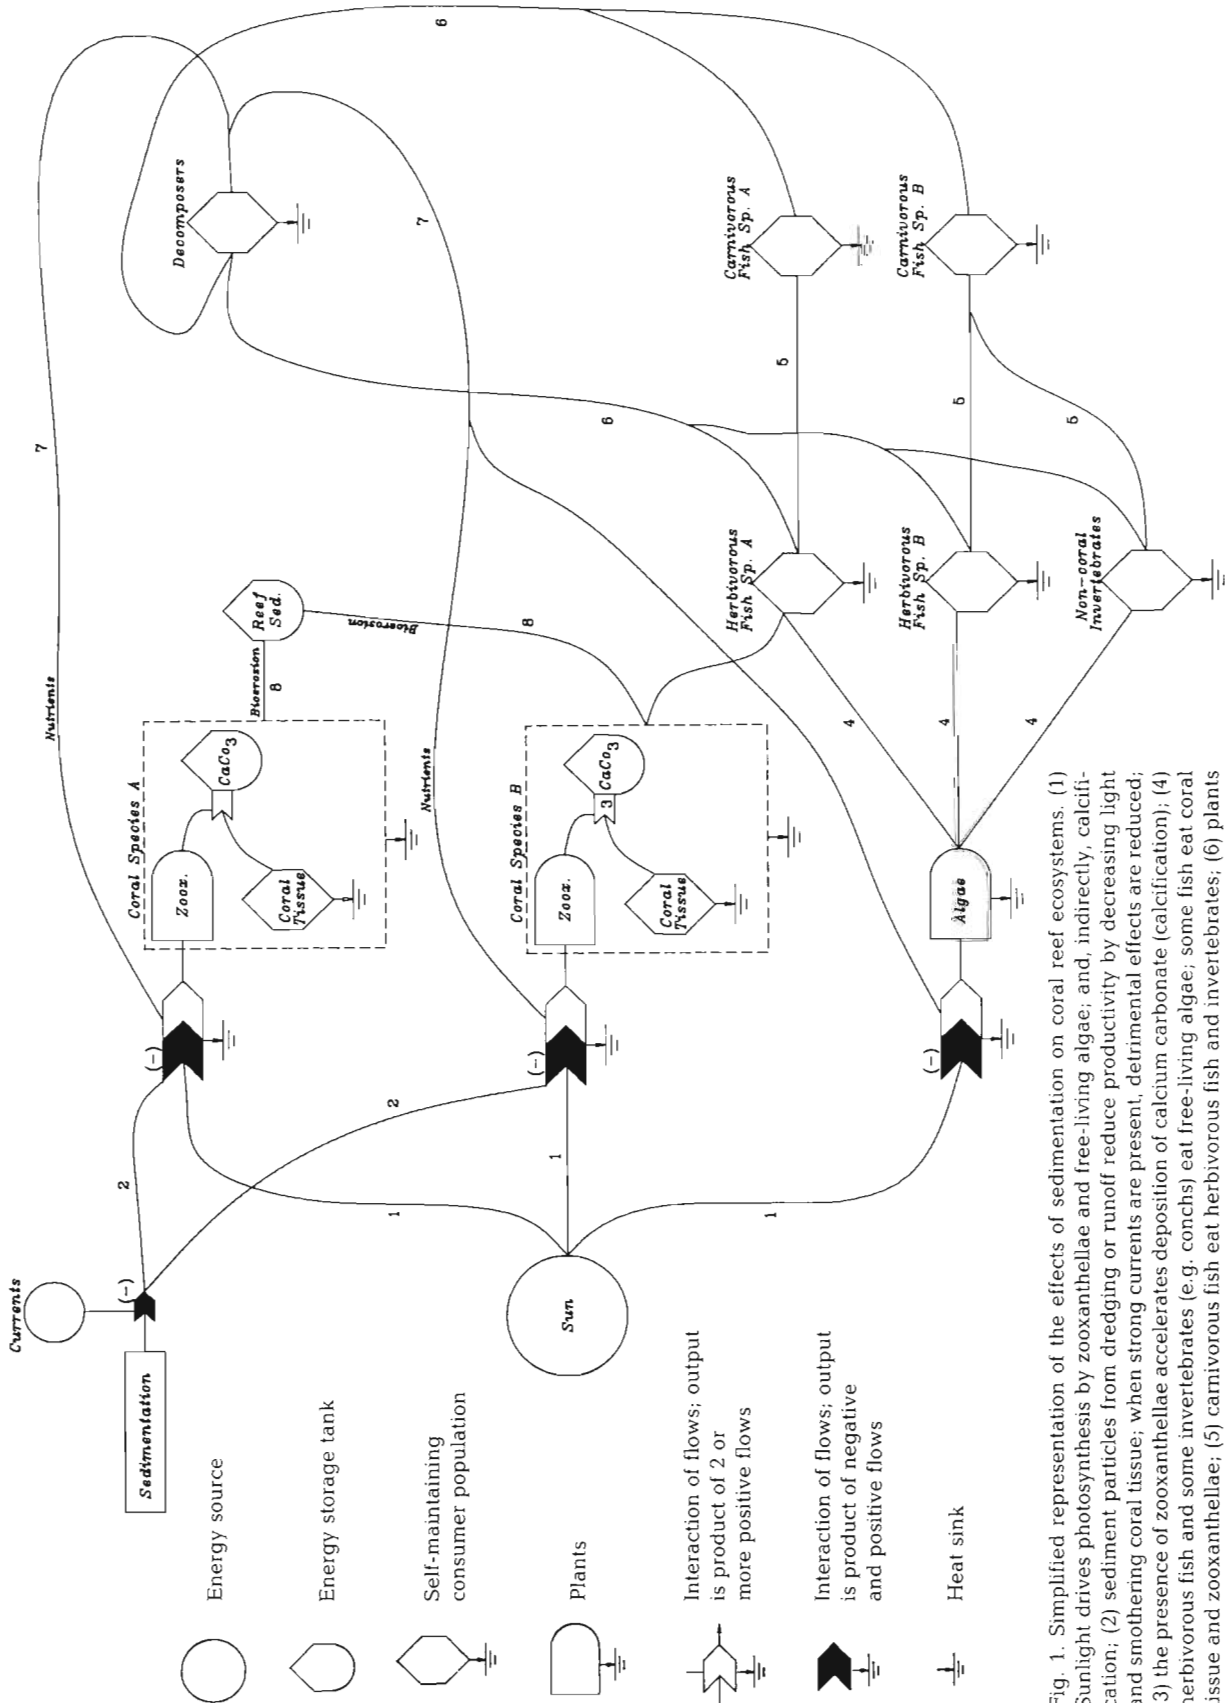 Currents
Sedimentation
(-)
2
2
Sun
1
1
1
(-)
(-)
(-)
Nutrients
7
Coral Species A
Zoox.
Coral
Tissue
CaCo3
3
Bioerosion
8
Reef
Sed.
Bioerosion
8
Nutrients
7
Coral Species B
Zoox.
Coral
Tissue
3
CaCo3
Algae
4
4
4
Herbivorous
Fish Sp. A
Herbivorous
Fish Sp. B
Non-coral
Invertebrates
5
5
5
Carnivorous
Fish Sp. A
Carnivorous
Fish Sp. B
6
6
Decomposers
Energy source
Energy storage tank
Self-maintaining
consumer population
Plants
Interaction of flows; output
is product of 2 or
more positive flows
Interaction of flows; output
is product of negative
and positive flows
Heat sink
Fig. 1. Simplified representation of the effects of sedimentation on coral reef ecosystems. (1)
Sunlight drives photosynthesis by zooxanthellae and free-living algae; and, indirectly, calcifi-
cation; (2) sediment particles from dredging or runoff reduce productivity by decreasing light
and smothering coral tissue; when strong currents are present, detrimental effects are reduced;
3) the presence of zooxanthellae accelerates deposition of calcium carbonate (calcification); (4)
herbivorous fish and some invertebrates (e.g. conchs) eat free-living algae; some fish eat coral
issue and zooxanthellae; (5) carnivorous fish eat herbivorous fish and invertebrates; (6) plants